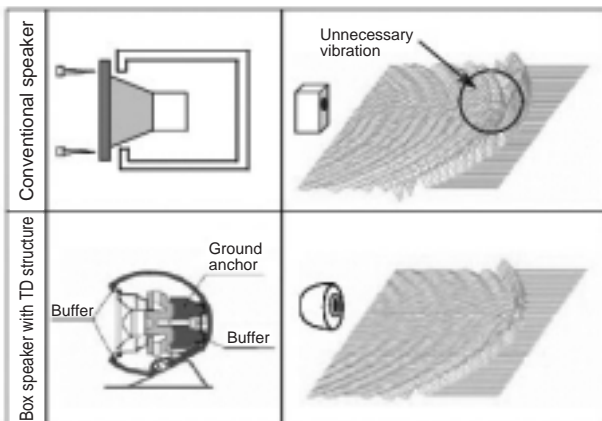 Conventional speaker
Unnecessary
vibration
Box speaker with TD structure
Ground
anchor
Buffer
Buffer